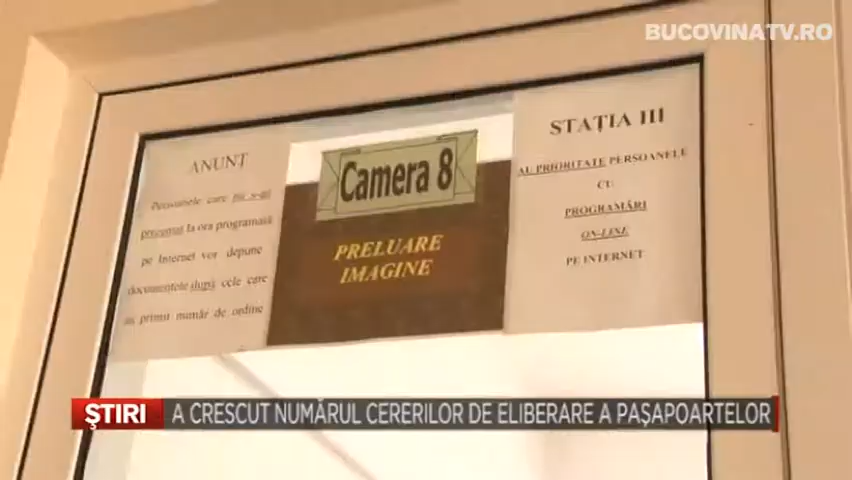 BUCOVINATV.RO
ANUNȚ
Persoanele care nu s-au
prezentat la ora programată
pe Internet vor depune
documentele după cele care
au primit număr de ordine
Camera 8
PRELUARE
IMAGINE
STAȚIA III
AU PRIORITATE PERSOANELE
CU
PROGRAMĂRI
ON-LINE
PE INTERNET
ȘTIRI
A CRESCUT NUMĂRUL CERERILOR DE ELIBERARE A PAȘAPOARTELOR